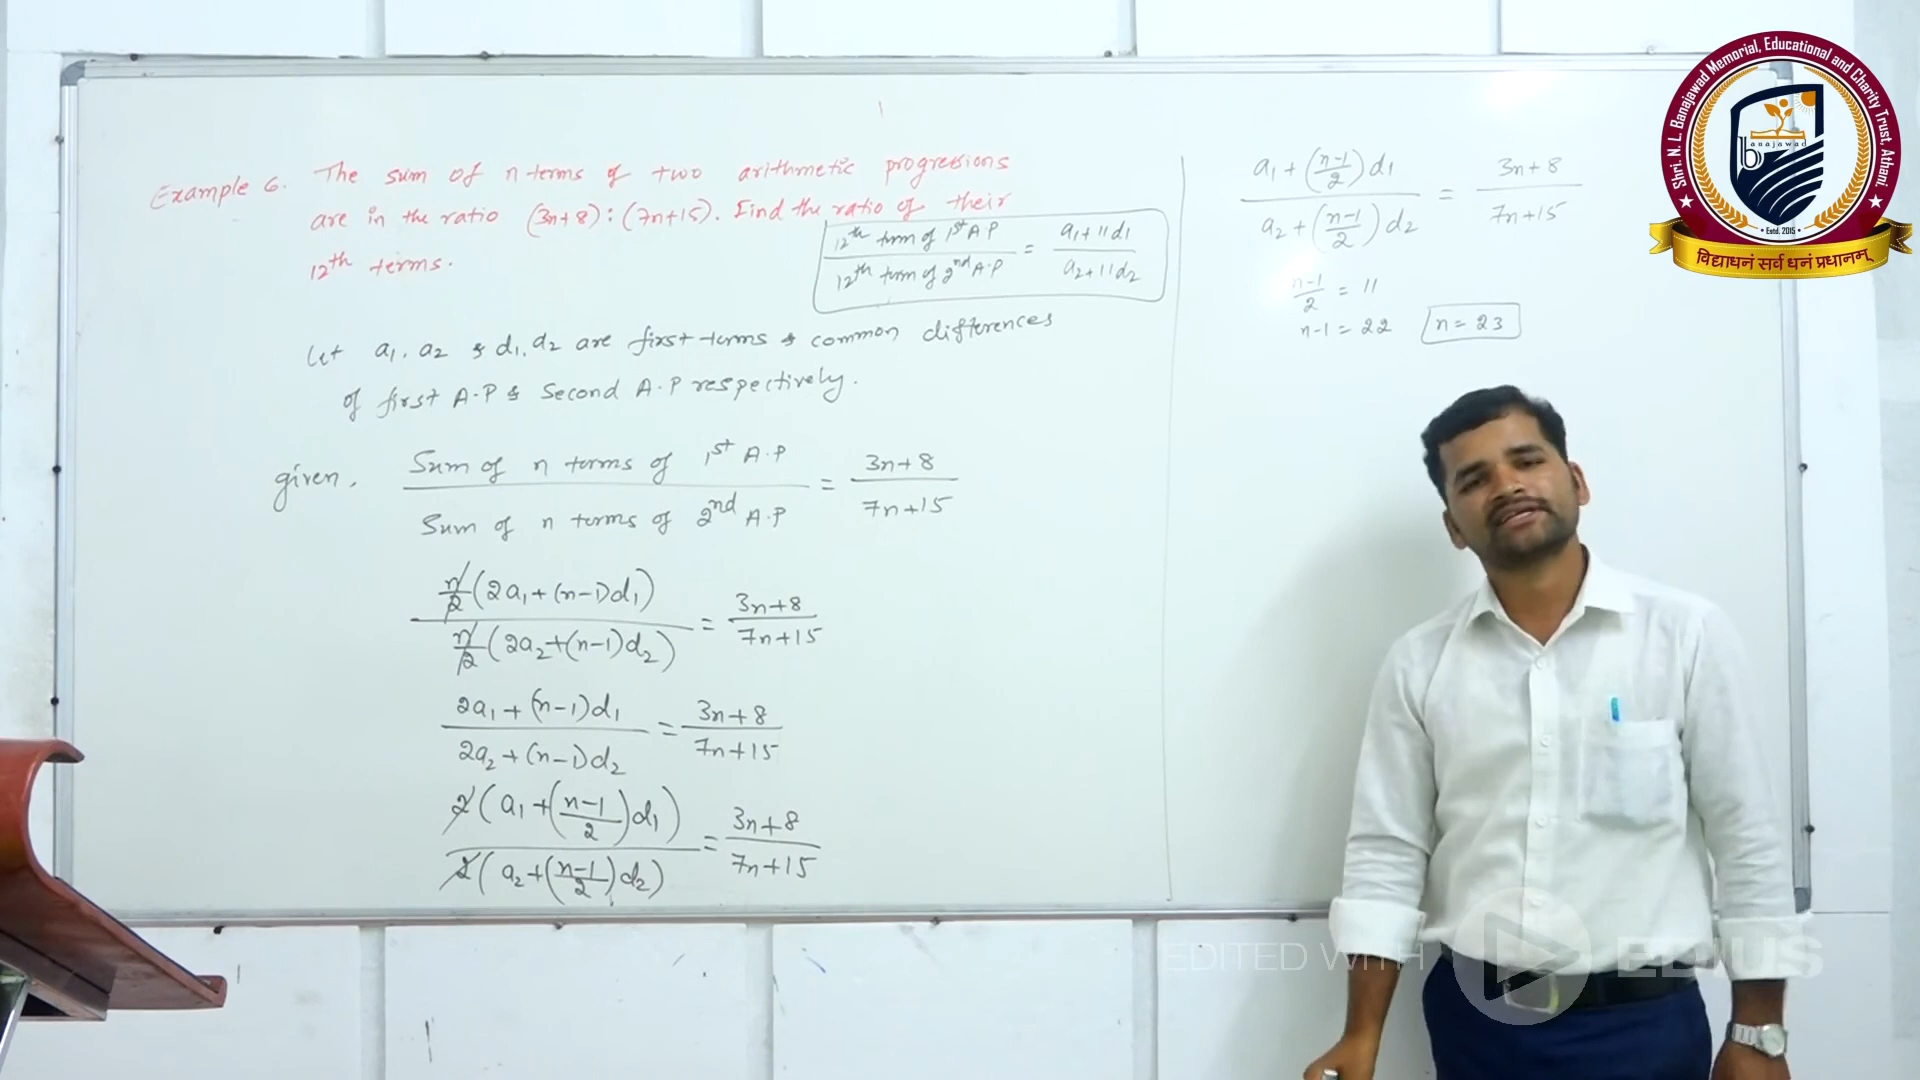 Example 6. The sum of n terms of two arithmetic progressions
are in the ratio (3n+8):(7n+15). Find the ratio of their
12th terms.
12th term of 1st A.P / 12th term of 2nd A.P = a₁+11d₁ / a₂+11d₂
Let a₁, a₂ & d₁, d₂ are first terms & common differences
of first A.P & Second A.P respectively.
given, Sum of n terms of 1st A.P / Sum of n terms of 2nd A.P = 3n+8 / 7n+15
n/2 (2a₁+(n-1)d₁) / n/2 (2a₂+(n-1)d₂) = 3n+8 / 7n+15
2a₁+(n-1)d₁ / 2a₂+(n-1)d₂ = 3n+8 / 7n+15
2(a₁+(n-1/2)d₁) / 2(a₂+(n-1/2)d₂) = 3n+8 / 7n+15
a₁+(n-1/2)d₁ / a₂+(n-1/2)d₂ = 3n+8 / 7n+15
n-1/2 = 11
n-1 = 22 n = 23
Shri. N. L. Banajawad Memorial, Educational and Charity Trust, Athani.
banajawad
Estd. 2015
विद्याधनं सर्व धनं प्रधानम्
EDITED WITH EDIUS